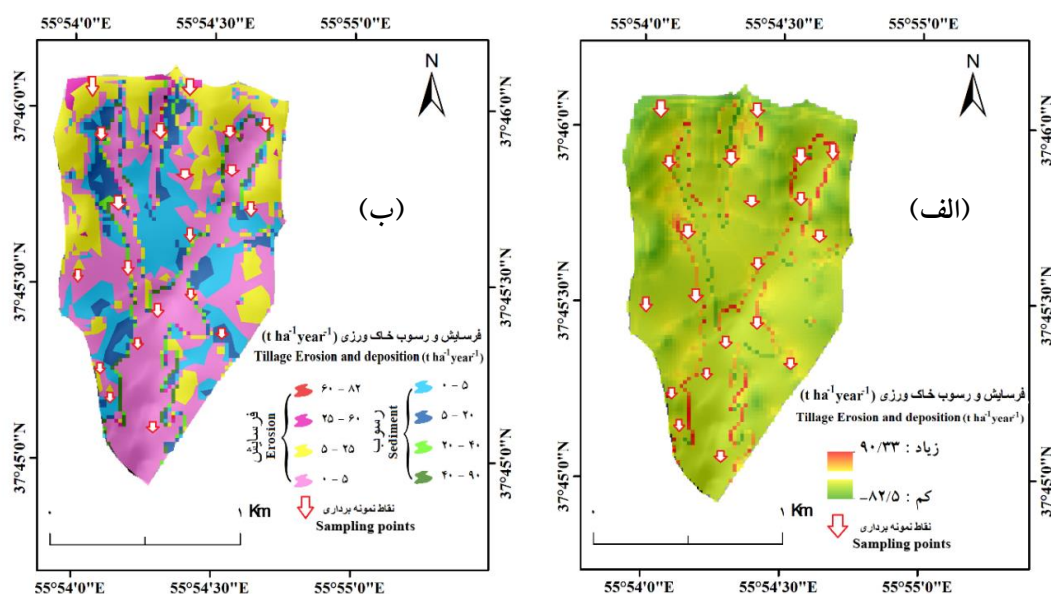 55°54'0"E 55°54'30"E 55°55'0"E
N
37°46'0"N
37°46'0"N
(ب)
37°45'30"N
37°45'30"N
فرسایش و رسوب خاک ورزی (t ha⁻¹year⁻¹)
Tillage Erosion and deposition (t ha⁻¹year⁻¹)
فرسایش
Erosion
۶۰ – ۸۲
۲۵ – ۶۰
۵ – ۲۵
۰ – ۵
رسوب
Sediment
۰ – ۵
۵ – ۲۰
۲۰ – ۴۰
۴۰ – ۹۰
نقاط نمونه برداری
Sampling points
37°45'0"N
37°45'0"N
۰ ۱ Km
55°54'0"E 55°54'30"E 55°55'0"E
55°54'0"E 55°54'30"E 55°55'0"E
N
37°46'0"N
37°46'0"N
(الف)
37°45'30"N
37°45'30"N
فرسایش و رسوب خاک ورزی (t ha⁻¹year⁻¹)
Tillage Erosion and deposition (t ha⁻¹year⁻¹)
زیاد : ۹۰/۳۳
کم : ۸۲/۵–
نقاط نمونه برداری
Sampling points
37°45'0"N
37°45'0"N
۰ ۱ Km
55°54'0"E 55°54'30"E 55°55'0"E